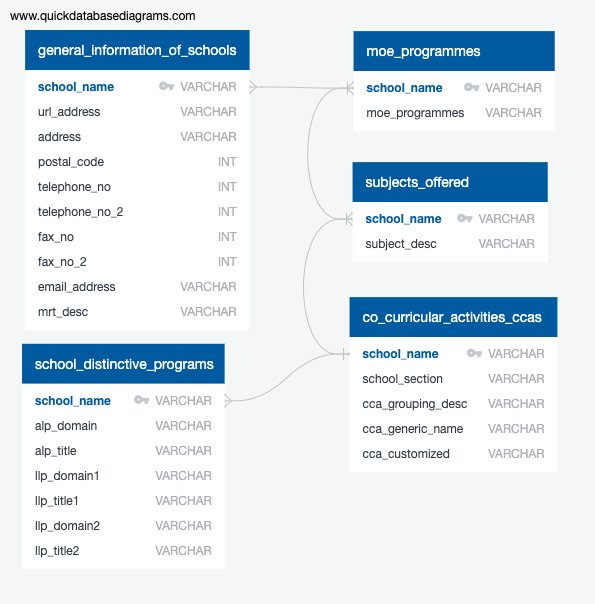 www.quickdatabasediagrams.com
general_information_of_schools
school_name VARCHAR
url_address VARCHAR
address VARCHAR
postal_code INT
telephone_no INT
telephone_no_2 INT
fax_no INT
fax_no_2 INT
email_address VARCHAR
mrt_desc VARCHAR
moe_programmes
school_name VARCHAR
moe_programmes VARCHAR
subjects_offered
school_name VARCHAR
subject_desc VARCHAR
school_distinctive_programs
school_name VARCHAR
alp_domain VARCHAR
alp_title VARCHAR
llp_domain1 VARCHAR
llp_title1 VARCHAR
llp_domain2 VARCHAR
llp_title2 VARCHAR
co_curricular_activities_ccas
school_name VARCHAR
school_section VARCHAR
cca_grouping_desc VARCHAR
cca_generic_name VARCHAR
cca_customized VARCHAR